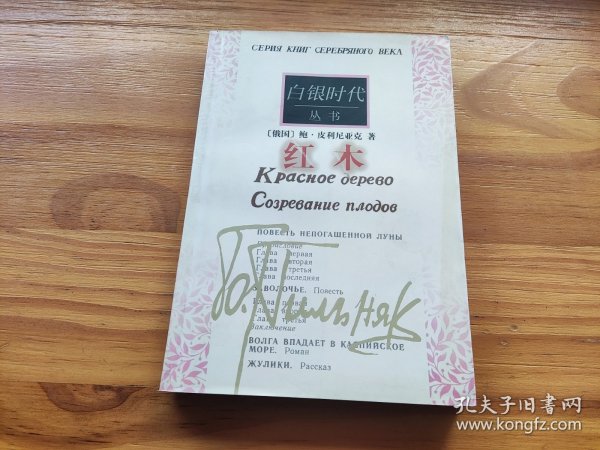 СЕРИЯ КНИГ СЕРЕБРЯНОГО ВЕКА
白银时代
丛书
〔俄国〕鲍·皮利尼亚克 著
红木
Красное дерево
Созревание плодов
ПОВЕСТЬ НЕПОГАШЕННОЙ ЛУНЫ
Глава первая
Глава вторая
Глава третья
Глава последняя
ЗАВОЛОЧЬЕ. Повесть
Глава третья
Заключение
Б. Пильняк
ВОЛГА ВПАДАЕТ В КАСПИЙСКОЕ
МОРЕ. Роман
ЖУЛИКИ. Рассказ
孔夫子旧書网
www.kongfz.com